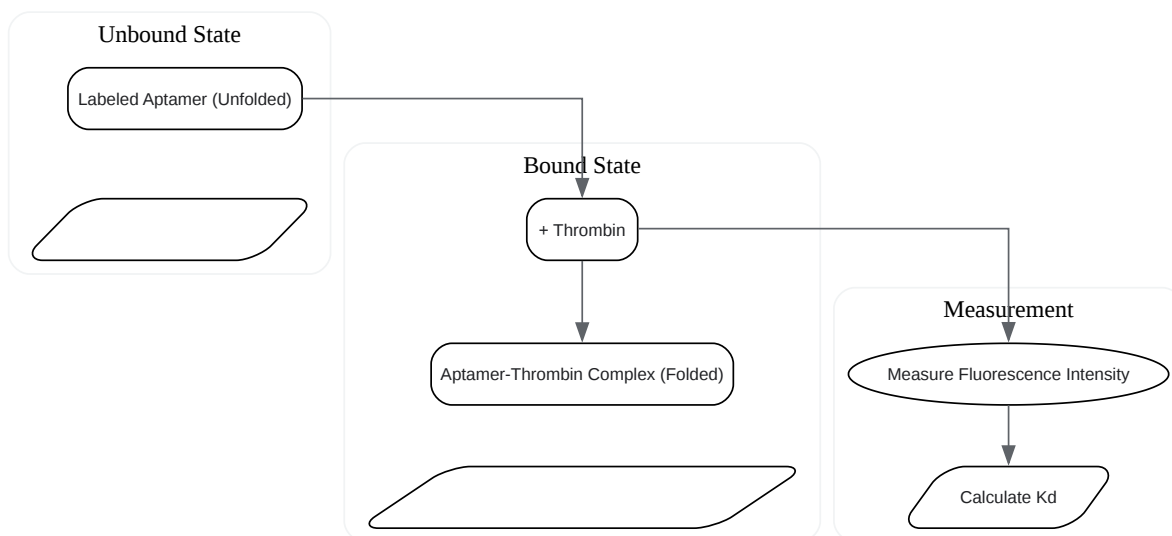 Unbound State
Labeled Aptamer (Unfolded)
Bound State
+ Thrombin
Aptamer-Thrombin Complex (Folded)
Measurement
Measure Fluorescence Intensity
Calculate Kd